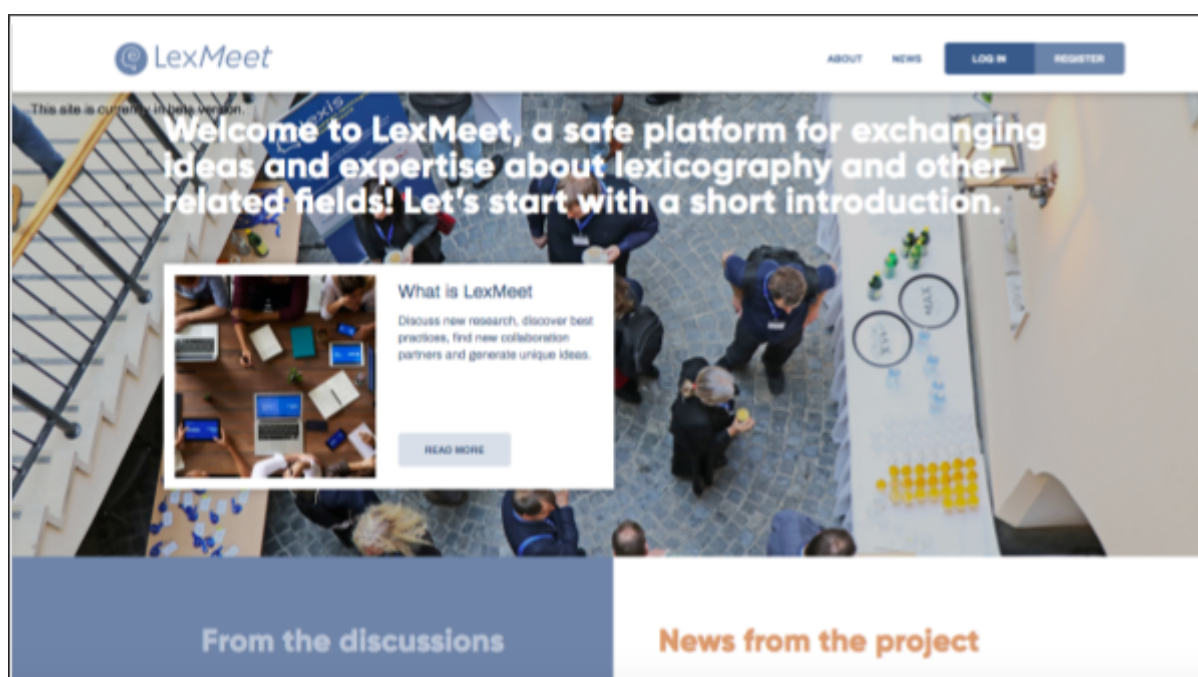 LexMeet
ABOUT NEWS LOG IN REGISTER
This site is currently in beta version.
Welcome to LexMeet, a safe platform for exchanging
ideas and expertise about lexicography and other
related fields! Let's start with a short introduction.
What is LexMeet
Discuss new research, discover best
practices, find new collaboration
partners and generate unique ideas.
READ MORE
From the discussions
News from the project